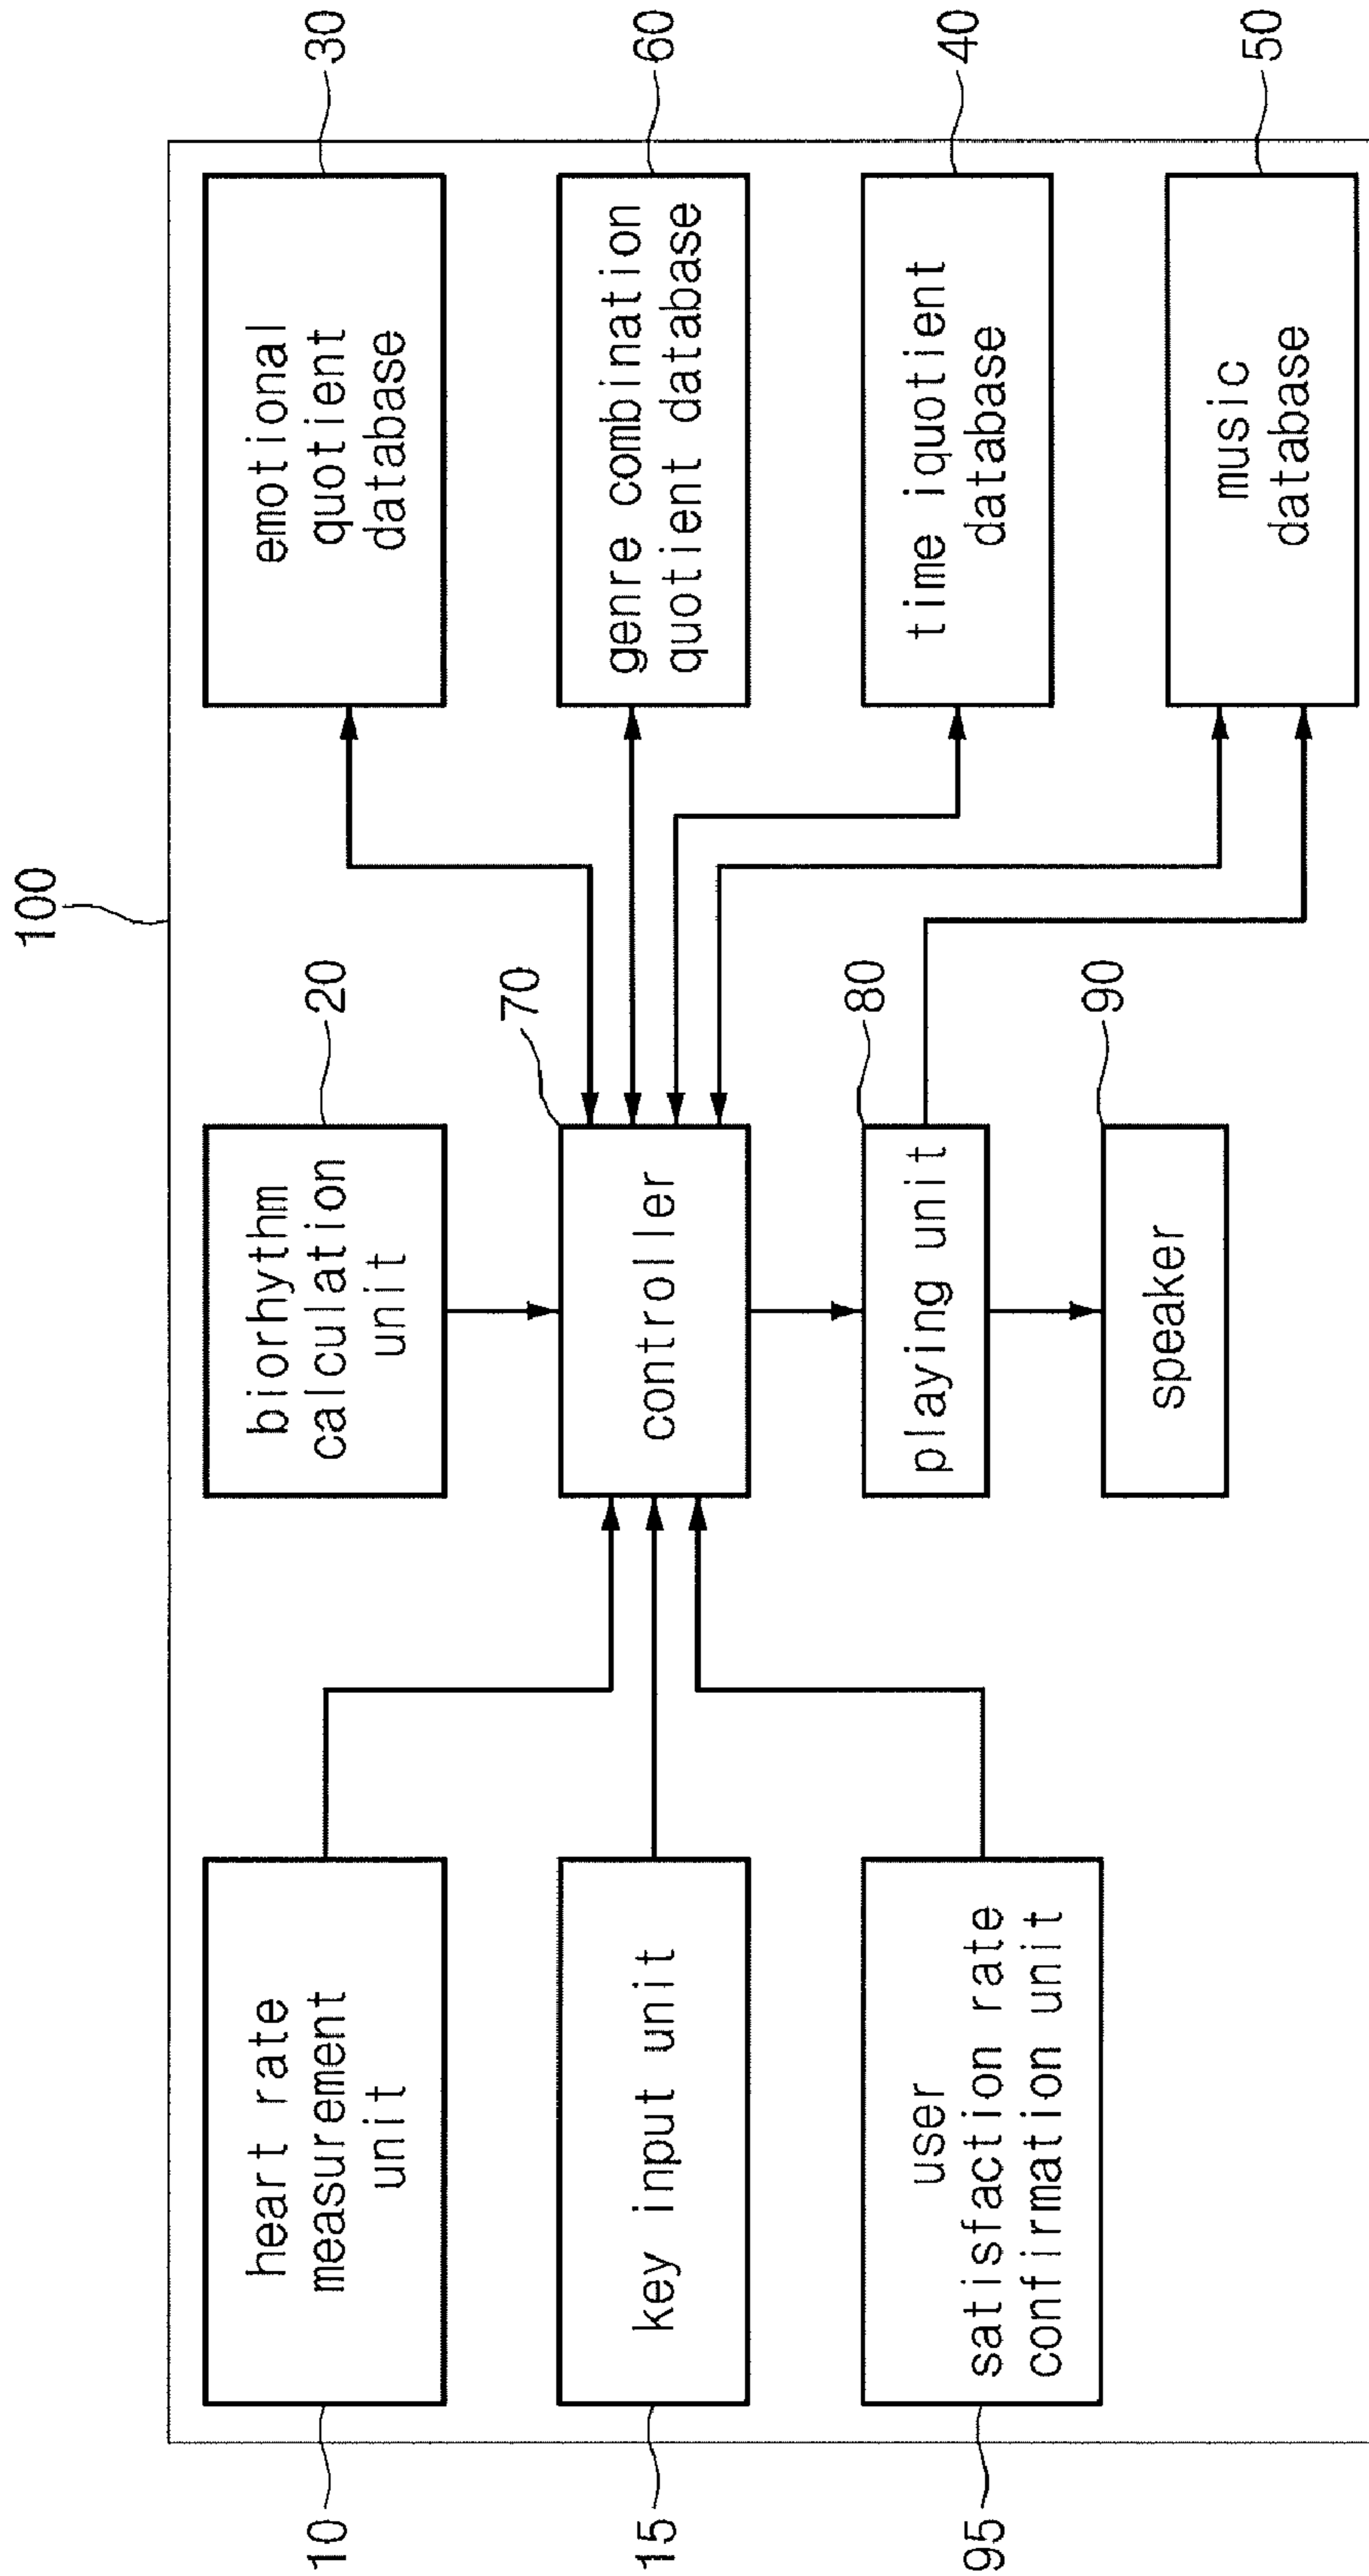 100
10
heart rate
measurement
unit
15
key input unit
95
user
satisfaction rate
confirmation unit
20
biorhythm
calculation
unit
70
controller
80
playing unit
90
speaker
30
emotional
quotient
database
60
genre combination
quotient database
40
time iquotient
database
50
music
database